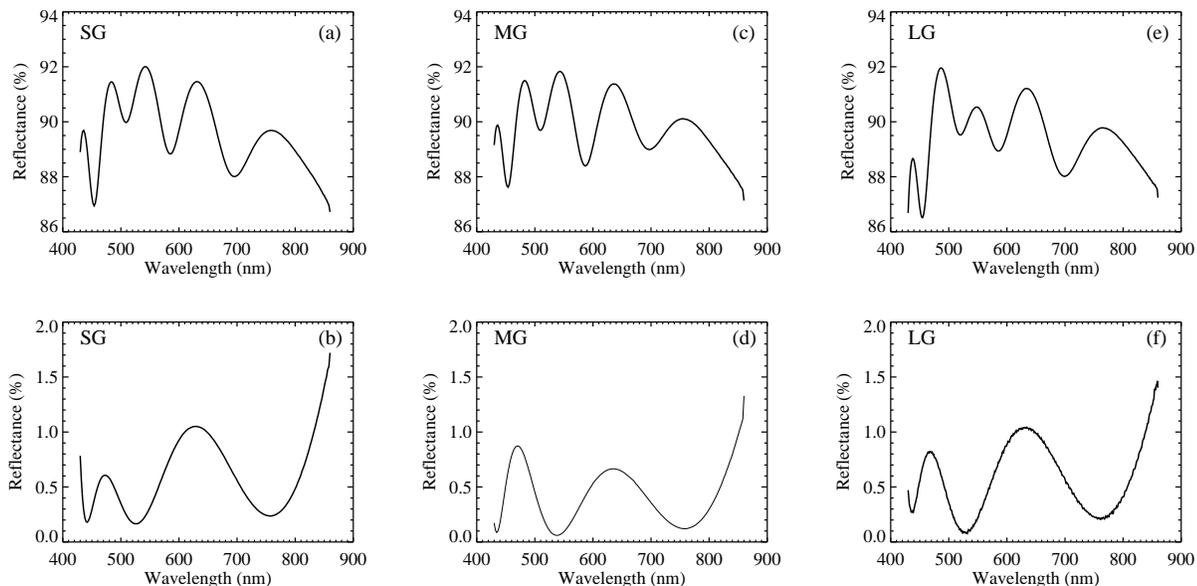 94
SG
(a)
92
90
88
86
Reflectance (%)
400 500 600 700 800 900
Wavelength (nm)
94
MG
(c)
92
90
88
86
Reflectance (%)
400 500 600 700 800 900
Wavelength (nm)
94
LG
(e)
92
90
88
86
Reflectance (%)
400 500 600 700 800 900
Wavelength (nm)
2.0
SG
(b)
1.5
1.0
0.5
0.0
Reflectance (%)
400 500 600 700 800 900
Wavelength (nm)
2.0
MG
(d)
1.5
1.0
0.5
0.0
Reflectance (%)
400 500 600 700 800 900
Wavelength (nm)
2.0
LG
(f)
1.5
1.0
0.5
0.0
Reflectance (%)
400 500 600 700 800 900
Wavelength (nm)